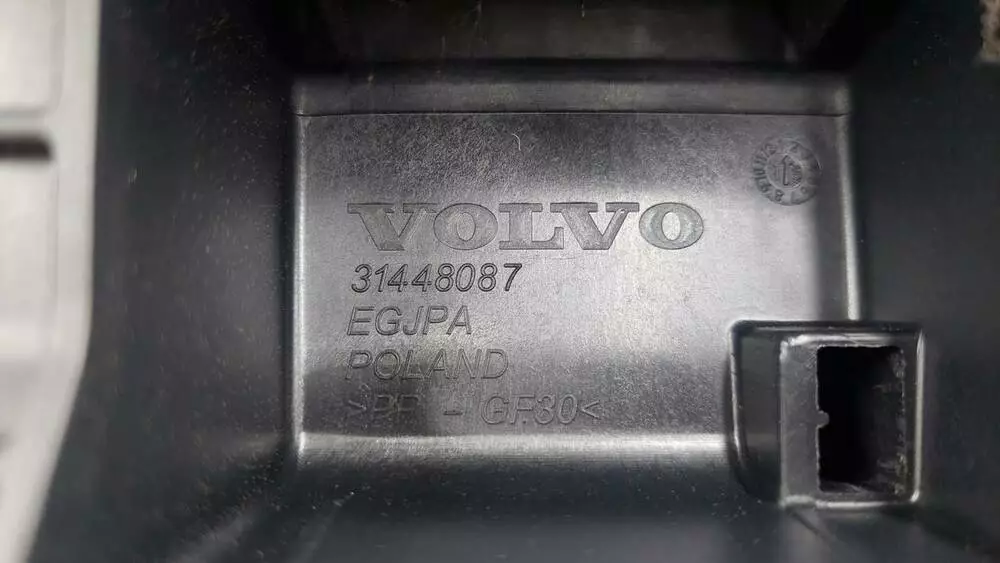 VOLVO
31448087
EGJPA
POLAND
>PP - GF30<